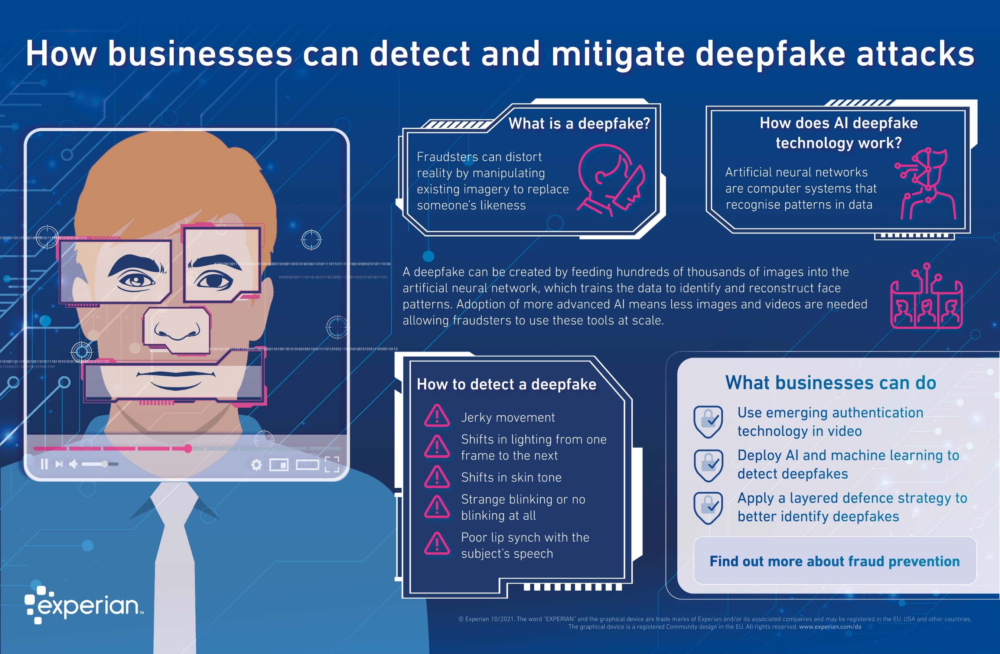 How businesses can detect and mitigate deepfake attacks
What is a deepfake?
Fraudsters can distort
reality by manipulating
existing imagery to replace
someone's likeness
How does AI deepfake
technology work?
Artificial neural networks
are computer systems that
recognise patterns in data
A deepfake can be created by feeding hundreds of thousands of images into the
artificial neural network, which trains the data to identify and reconstruct face
patterns. Adoption of more advanced AI means less images and videos are needed
allowing fraudsters to use these tools at scale.
How to detect a deepfake
Jerky movement
Shifts in lighting from one
frame to the next
Shifts in skin tone
Strange blinking or no
blinking at all
Poor lip synch with the
subject's speech
What businesses can do
Use emerging authentication
technology in video
Deploy AI and machine learning to
detect deepfakes
Apply a layered defence strategy to
better identify deepfakes
Find out more about fraud prevention
experian™
© Experian 10/2021. The word “EXPERIAN” and the graphical device are trade marks of Experian and/or its associated companies and may be registered in the EU, USA and other countries.
The graphical device is a registered Community design in the EU. All rights reserved. www.experian.com/da